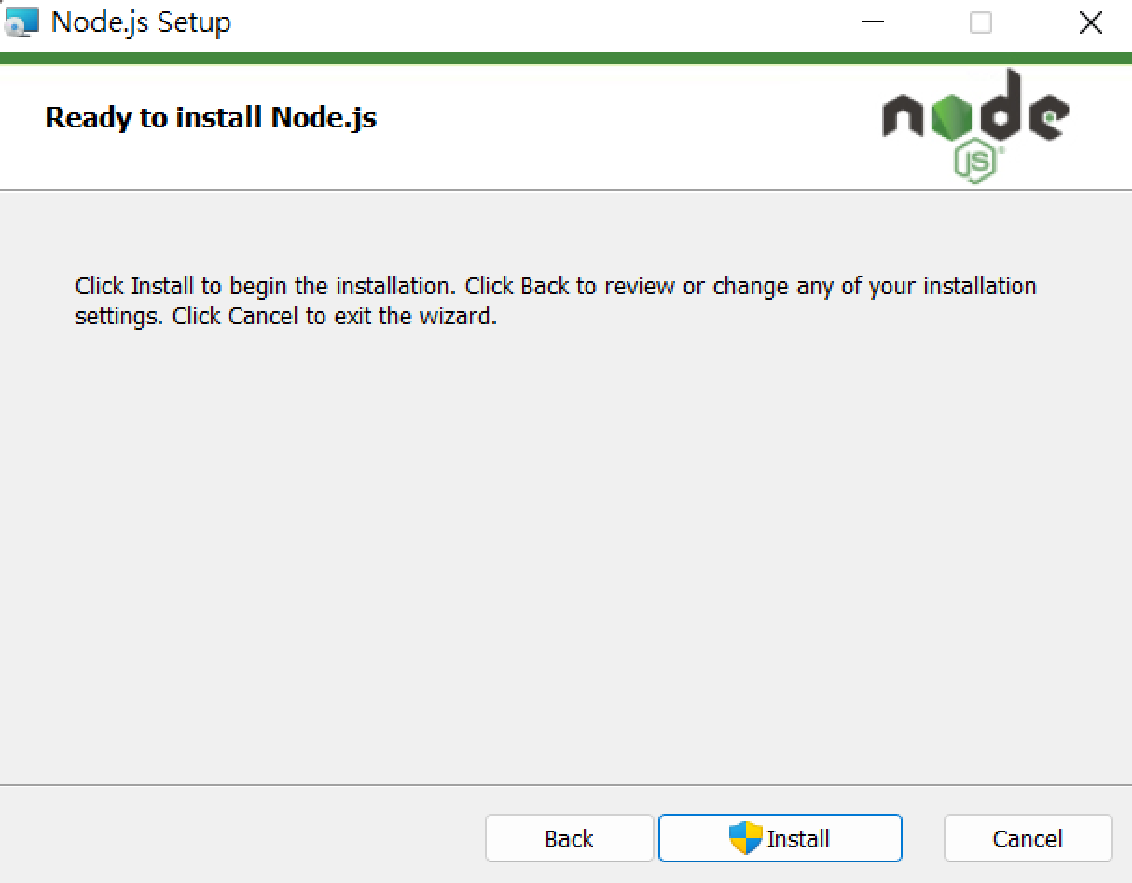 Node.js Setup
Ready to install Node.js
node
JS
Click Install to begin the installation. Click Back to review or change any of your installation
settings. Click Cancel to exit the wizard.
Back
Install
Cancel